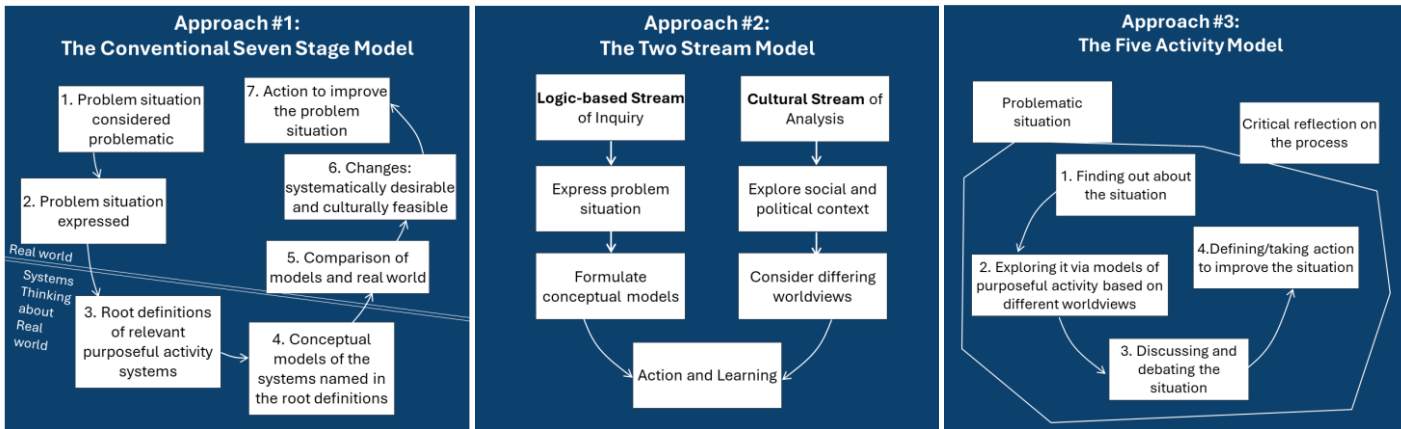 Approach #1:
The Conventional Seven Stage Model
1. Problem situation
considered
problematic
2. Problem situation
expressed
Real world
Systems
Thinking
about
Real
world
3. Root definitions
of relevant
purposeful activity
systems
4. Conceptual
models of the
systems named in
the root definitions
5. Comparison of
models and real world
6. Changes:
systematically desirable
and culturally feasible
7. Action to improve
the problem
situation
Approach #2:
The Two Stream Model
Logic-based Stream
of Inquiry
Express problem
situation
Formulate
conceptual models
Cultural Stream of
Analysis
Explore social and
political context
Consider differing
worldviews
Action and Learning
Approach #3:
The Five Activity Model
Problematic
situation
Critical reflection on
the process
1. Finding out about
the situation
2. Exploring it via models of
purposeful activity based on
different worldviews
3. Discussing and
debating the
situation
4.Defining/taking action
to improve the situation